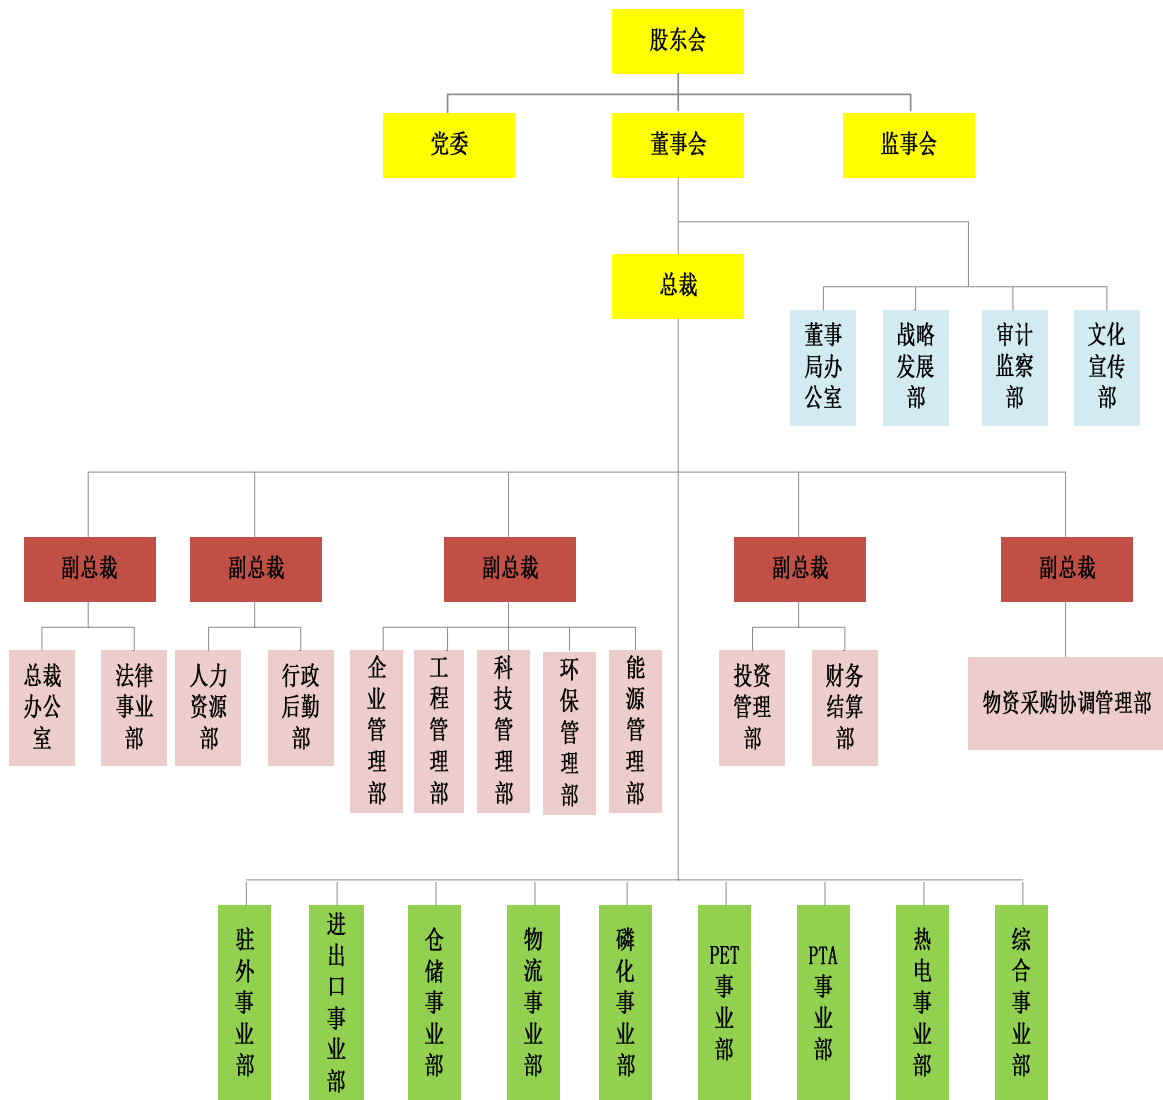 股东会
党委
董事会
监事会
总裁
董事
局办
公室
战略
发展
部
审计
监察
部
文化
宣传
部
副总裁
副总裁
副总裁
副总裁
副总裁
总裁
办公
室
法律
事业
部
人力
资源
部
行政
后勤
部
企
业
管
理
部
工
程
管
理
部
科
技
管
理
部
环
保
管
理
部
能
源
管
理
部
投资
管理
部
财务
结算
部
物资采购协调管理部
驻
外
事
业
部
进
出
口
事
业
部
仓
储
事
业
部
物
流
事
业
部
磷
化
事
业
部
PET
事
业
部
PTA
事
业
部
热
电
事
业
部
综
合
事
业
部